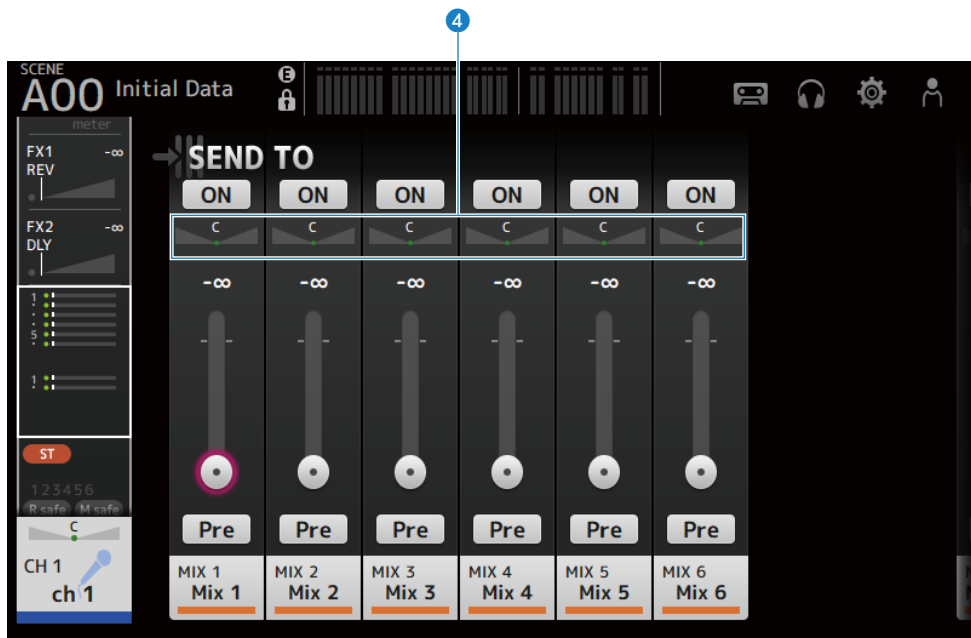 4
SCENE
A00 Initial Data
E
meter
FX1 -∞
REV
FX2 -∞
DLY
1
5
1
ST
123456
R safe M safe
C
CH 1
ch 1
SEND TO
ON ON ON ON ON ON
C C C C C C
-∞ -∞ -∞ -∞ -∞ -∞
Pre Pre Pre Pre Pre Pre
MIX 1 MIX 2 MIX 3 MIX 4 MIX 5 MIX 6
Mix 1 Mix 2 Mix 3 Mix 4 Mix 5 Mix 6